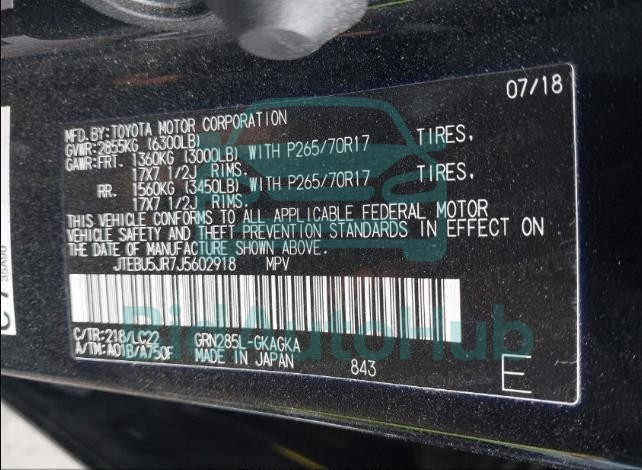 07/18
MFD.BY:TOYOTA MOTOR CORPORATION
GVWR:2855KG (6300LB)
GAWR:FRT. 1360KG (3000LB) WITH P265/70R17 TIRES,
17X7 1/2J RIMS.
RR. 1560KG (3450LB) WITH P265/70R17 TIRES,
17X7 1/2J RIMS.
THIS VEHICLE CONFORMS TO ALL APPLICABLE FEDERAL MOTOR
VEHICLE SAFETY AND THEFT PREVENTION STANDARDS IN EFFECT ON
THE DATE OF MANUFACTURE SHOWN ABOVE.
JTEBU5JR7J5602918 MPV
C/TR:218/LC22 GRN285L-GKAGKA
A/TM:A01B/A750F MADE IN JAPAN 843
E
BidAutoHub